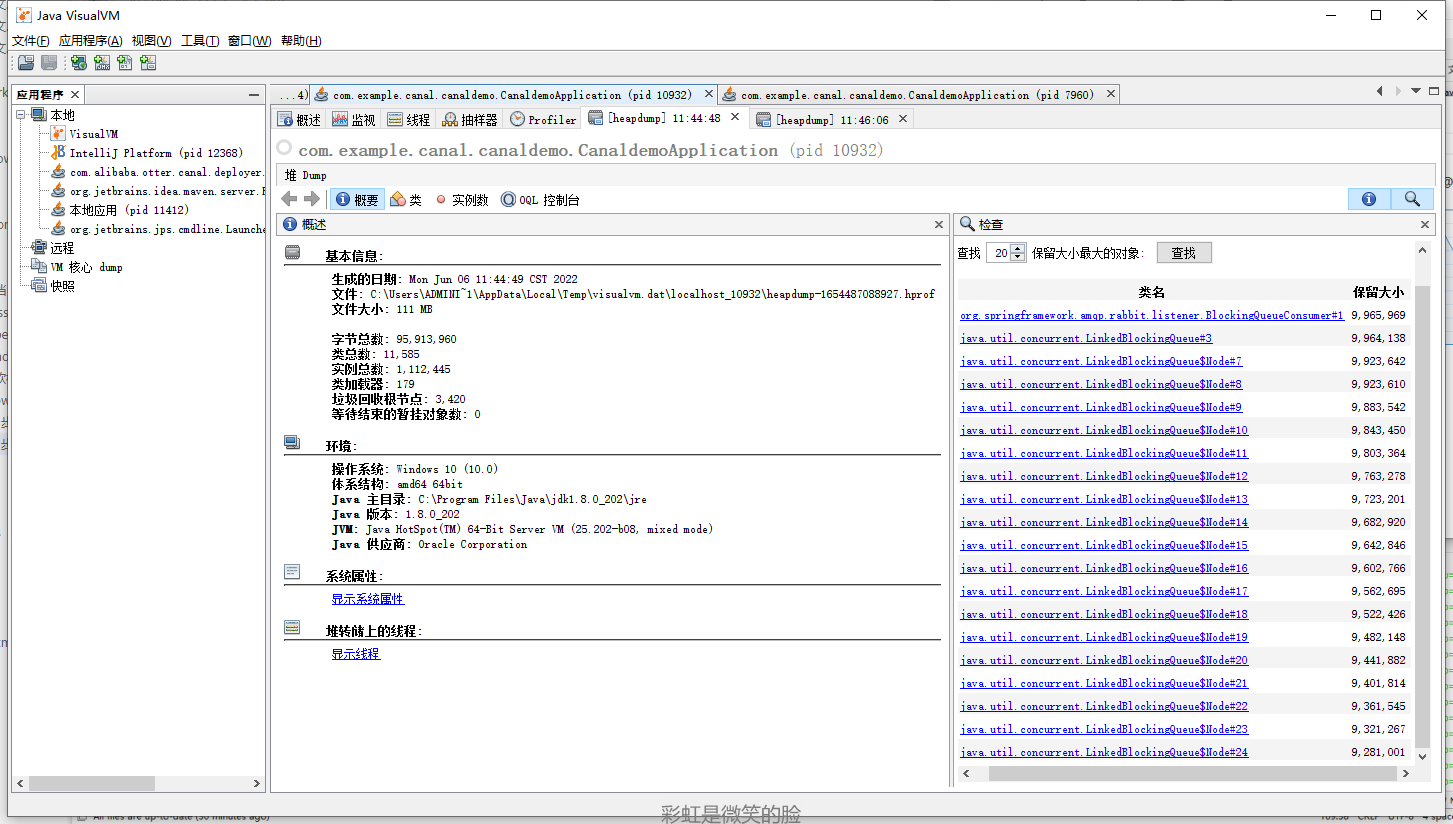 Java VisualVM
文件(F) 应用程序(A) 视图(V) 工具(T) 窗口(W) 帮助(H)
应用程序
本地
VisualVM
IntelliJ Platform (pid 12368)
com.alibaba.otter.canal.deployer.
org.jetbrains.idea.maven.server.
本地应用 (pid 11412)
org.jetbrains.jps.cmdline.Launche
远程
VM 核心 dump
快照
...4) com.example.canal.canaldemo.CanaldemoApplication (pid 10932) com.example.canal.canaldemo.CanaldemoApplication (pid 7960)
概述 监视 线程 抽样器 Profiler [heapdump] 11:44:48 [heapdump] 11:46:06
com.example.canal.canaldemo.CanaldemoApplication (pid 10932)
堆 Dump
概要 类 实例数 OQL 控制台
概述
基本信息:
生成的日期: Mon Jun 06 11:44:49 CST 2022
文件: C:\Users\ADMINI~1\AppData\Local\Temp\visualvm.dat\localhost_10932\heapdump-1654487088927.hprof
文件大小: 111 MB
字节总数: 95,913,960
类总数: 11,585
实例总数: 1,112,445
类加载器: 179
垃圾回收根节点: 3,420
等待结束的暂挂对象数: 0
环境:
操作系统: Windows 10 (10.0)
体系结构: amd64 64bit
Java 主目录: C:\Program Files\Java\jdk1.8.0_202\jre
Java 版本: 1.8.0_202
JVM: Java HotSpot(TM) 64-Bit Server VM (25.202-b08, mixed mode)
Java 供应商: Oracle Corporation
系统属性:
显示系统属性
堆转储上的线程:
显示线程
检查
查找 20 保留大小最大的对象: 查找
类名 保留大小
org.springframework.amqp.rabbit.listener.BlockingQueueConsumer#1 9,965,969
java.util.concurrent.LinkedBlockingQueue#3 9,964,138
java.util.concurrent.LinkedBlockingQueue$Node#7 9,923,642
java.util.concurrent.LinkedBlockingQueue$Node#8 9,923,610
java.util.concurrent.LinkedBlockingQueue$Node#9 9,883,542
java.util.concurrent.LinkedBlockingQueue$Node#10 9,843,450
java.util.concurrent.LinkedBlockingQueue$Node#11 9,803,364
java.util.concurrent.LinkedBlockingQueue$Node#12 9,763,278
java.util.concurrent.LinkedBlockingQueue$Node#13 9,723,201
java.util.concurrent.LinkedBlockingQueue$Node#14 9,682,920
java.util.concurrent.LinkedBlockingQueue$Node#15 9,642,846
java.util.concurrent.LinkedBlockingQueue$Node#16 9,602,766
java.util.concurrent.LinkedBlockingQueue$Node#17 9,562,695
java.util.concurrent.LinkedBlockingQueue$Node#18 9,522,426
java.util.concurrent.LinkedBlockingQueue$Node#19 9,482,148
java.util.concurrent.LinkedBlockingQueue$Node#20 9,441,882
java.util.concurrent.LinkedBlockingQueue$Node#21 9,401,814
java.util.concurrent.LinkedBlockingQueue$Node#22 9,361,545
java.util.concurrent.LinkedBlockingQueue$Node#23 9,321,267
java.util.concurrent.LinkedBlockingQueue$Node#24 9,281,001
彩虹是微笑的脸
All files are up-to-date (30 minutes ago)